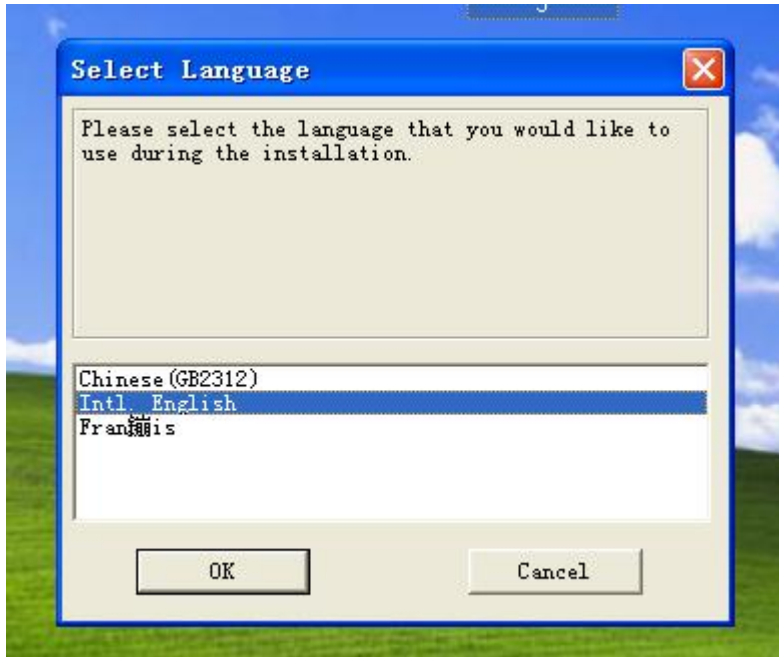 Select Language
Please select the language that you would like to
use during the installation.
Chinese(GB2312)
Intl. English
Fran鏰is
OK
Cancel